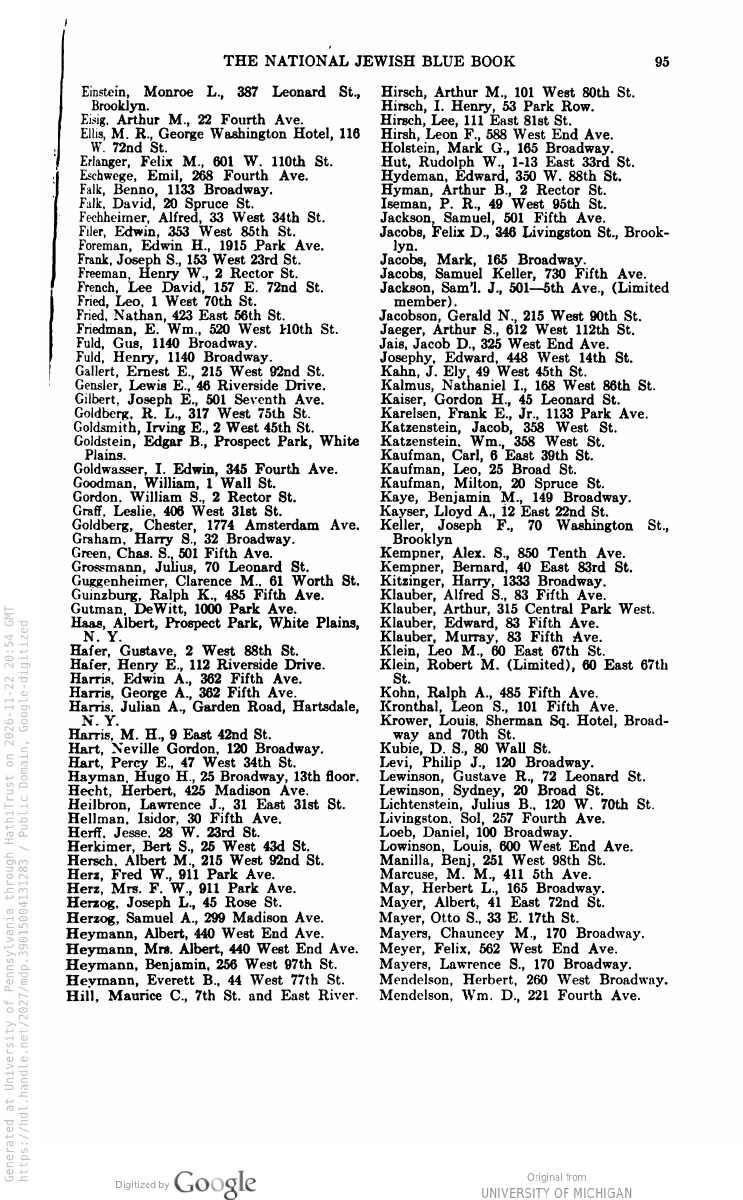 THE NATIONAL JEWISH BLUE BOOK 95
Einstein, Monroe L., 387 Leonard St.,
Brooklyn.
Eisig, Arthur M., 22 Fourth Ave.
Ellis, M. R., George Washington Hotel, 116
W. 72nd St.
Erlanger, Felix M., 601 W. 110th St.
Eschwege, Emil, 268 Fourth Ave.
Falk, Benno, 1133 Broadway.
Falk, David, 20 Spruce St.
Fechheimer, Alfred, 33 West 34th St.
Filer, Edwin, 353 West 85th St.
Foreman, Edwin H., 1915 Park Ave.
Frank, Joseph S., 153 West 23rd St.
Freeman, Henry W., 2 Rector St.
French, Lee David, 157 E. 72nd St.
Fried, Leo, 1 West 70th St.
Fried, Nathan, 423 East 56th St.
Friedman, E. Wm., 520 West 110th St.
Fuld, Gus, 1140 Broadway.
Fuld, Henry, 1140 Broadway.
Gallert, Ernest E., 215 West 92nd St.
Gensler, Lewis E., 46 Riverside Drive.
Gilbert, Joseph E., 501 Seventh Ave.
Goldberg, R. L., 317 West 75th St.
Goldsmith, Irving E., 2 West 45th St.
Goldstein, Edgar B., Prospect Park, White
Plains.
Goldwasser, I. Edwin, 345 Fourth Ave.
Goodman, William, 1 Wall St.
Gordon, William S., 2 Rector St.
Graff, Leslie, 406 West 31st St.
Goldberg, Chester, 1774 Amsterdam Ave.
Graham, Harry S., 32 Broadway.
Green, Chas. S., 501 Fifth Ave.
Grossmann, Julius, 70 Leonard St.
Guggenheimer, Clarence M., 61 Worth St.
Guinzburg, Ralph K., 485 Fifth Ave.
Gutman, DeWitt, 1000 Park Ave.
Haas, Albert, Prospect Park, White Plains,
N. Y.
Hafer, Gustave, 2 West 88th St.
Hafer, Henry E., 112 Riverside Drive.
Harris, Edwin A., 362 Fifth Ave.
Harris, George A., 362 Fifth Ave.
Harris, Julian A., Garden Road, Hartsdale,
N. Y.
Harris, M. H., 9 East 42nd St.
Hart, Neville Gordon, 120 Broadway.
Hart, Percy E., 47 West 34th St.
Hayman, Hugo H., 25 Broadway, 13th floor.
Hecht, Herbert, 425 Madison Ave.
Heilbron, Lawrence J., 31 East 31st St.
Hellman, Isidor, 30 Fifth Ave.
Herff, Jesse, 28 W. 23rd St.
Herkimer, Bert S., 25 West 43d St.
Hersch, Albert M., 215 West 92nd St.
Herz, Fred W., 911 Park Ave.
Herz, Mrs. F. W., 911 Park Ave.
Herzog, Joseph L., 45 Rose St.
Herzog, Samuel A., 299 Madison Ave.
Heymann, Albert, 440 West End Ave.
Heymann, Mrs. Albert, 440 West End Ave.
Heymann, Benjamin, 256 West 97th St.
Heymann, Everett B., 44 West 77th St.
Hill, Maurice C., 7th St. and East River.
Hirsch, Arthur M., 101 West 80th St.
Hirsch, I. Henry, 53 Park Row.
Hirsch, Lee, 111 East 81st St.
Hirsh, Leon F., 588 West End Ave.
Holstein, Mark G., 165 Broadway.
Hut, Rudolph W., 1-13 East 33rd St.
Hydeman, Edward, 350 W. 88th St.
Hyman, Arthur B., 2 Rector St.
Iseman, P. R., 49 West 95th St.
Jackson, Samuel, 501 Fifth Ave.
Jacobs, Felix D., 346 Livingston St., Brook-
lyn.
Jacobs, Mark, 165 Broadway.
Jacobs, Samuel Keller, 730 Fifth Ave.
Jackson, Sam'l. J., 501—5th Ave., (Limited
member).
Jacobson, Gerald N., 215 West 90th St.
Jaeger, Arthur S., 612 West 112th St.
Jais, Jacob D., 325 West End Ave.
Josephy, Edward, 448 West 14th St.
Kahn, J. Ely, 49 West 45th St.
Kalmus, Nathaniel I., 168 West 86th St.
Kaiser, Gordon H., 45 Leonard St.
Karelsen, Frank E., Jr., 1133 Park Ave.
Katzenstein, Jacob, 358 West St.
Katzenstein, Wm., 358 West St.
Kaufman, Carl, 6 East 39th St.
Kaufman, Leo, 25 Broad St.
Kaufman, Milton, 20 Spruce St.
Kaye, Benjamin M., 149 Broadway.
Kayser, Lloyd A., 12 East 22nd St.
Keller, Joseph F., 70 Washington St.,
Brooklyn
Kempner, Alex. S., 850 Tenth Ave.
Kempner, Bernard, 40 East 83rd St.
Kitzinger, Harry, 1333 Broadway.
Klauber, Alfred S., 83 Fifth Ave.
Klauber, Arthur, 315 Central Park West.
Klauber, Edward, 83 Fifth Ave.
Klauber, Murray, 83 Fifth Ave.
Klein, Leo M., 60 East 67th St.
Klein, Robert M. (Limited), 60 East 67th
St.
Kohn, Ralph A., 485 Fifth Ave.
Kronthal, Leon S., 101 Fifth Ave.
Krower, Louis, Sherman Sq. Hotel, Broad-
way and 70th St.
Kubie, D. S., 80 Wall St.
Levi, Philip J., 120 Broadway.
Lewinson, Gustave R., 72 Leonard St.
Lewinson, Sydney, 20 Broad St.
Lichtenstein, Julius B., 120 W. 70th St.
Livingston, Sol, 257 Fourth Ave.
Loeb, Daniel, 100 Broadway.
Lowinson, Louis, 600 West End Ave.
Manilla, Benj, 251 West 98th St.
Marcuse, M. M., 411 5th Ave.
May, Herbert L., 165 Broadway.
Mayer, Albert, 41 East 72nd St.
Mayer, Otto S., 33 E. 17th St.
Mayers, Chauncey M., 170 Broadway.
Meyer, Felix, 562 West End Ave.
Mayers, Lawrence S., 170 Broadway.
Mendelson, Herbert, 260 West Broadway.
Mendelson, Wm. D., 221 Fourth Ave.
Generated at University of Pennsylvania through HathiTrust on 2026-11-22 20:54 GMT
https://hdl.handle.net/2027/mdp.39015004131283 / Public Domain, Google-digitized
Digitized by Google
Original from
UNIVERSITY OF MICHIGAN